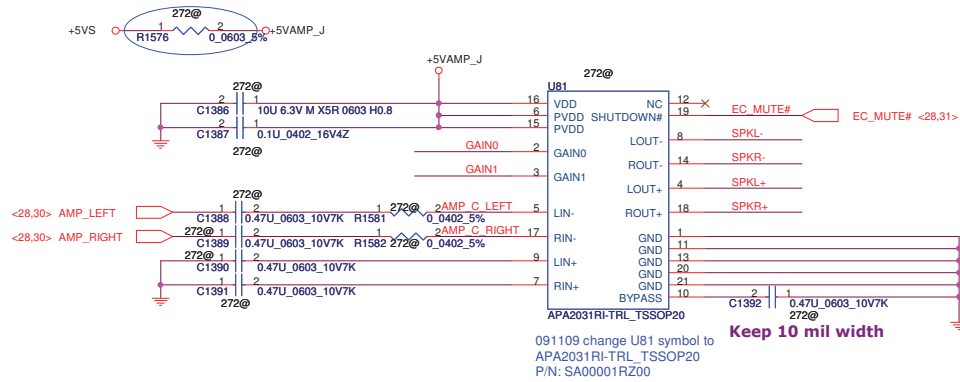 272@
+5VS 1 2 +5VAMP_J
R1576 0_0603_5%
+5VAMP_J
272@
U81
272@
2 1
C1386 10U 6.3V M X5R 0603 H0.8
2 1
C1387 0.1U_0402_16V4Z
272@
16 VDD
6 PVDD
15 PVDD
NC 12
SHUTDOWN# 19 EC_MUTE# EC_MUTE# <28,31>
GAIN0 2 GAIN0
GAIN1 3 GAIN1
LOUT- 8 SPKL-
ROUT- 14 SPKR-
LOUT+ 4 SPKL+
ROUT+ 18 SPKR+
272@
<28,30> AMP_LEFT 1 2 1 2 AMP_C_LEFT 5 LIN-
C1388 0.47U_0603_10V7K R1581 0_0402_5%
272@ 272@
<28,30> AMP_RIGHT 1 2 1 2 AMP_C_RIGHT 17 RIN-
C1389 0.47U_0603_10V7K R1582 272@ 0_0402_5%
272@
1 2 9 LIN+
C1390 0.47U_0603_10V7K
1 2 7 RIN+
C1391 0.47U_0603_10V7K
272@
GND 1
GND 11
GND 13
GND 20
GND 21
BYPASS 10 2 1
C1392 0.47U_0603_10V7K
272@
APA2031RI-TRL_TSSOP20
Keep 10 mil width
091109 change U81 symbol to
APA2031RI-TRL_TSSOP20
P/N: SA00001RZ00